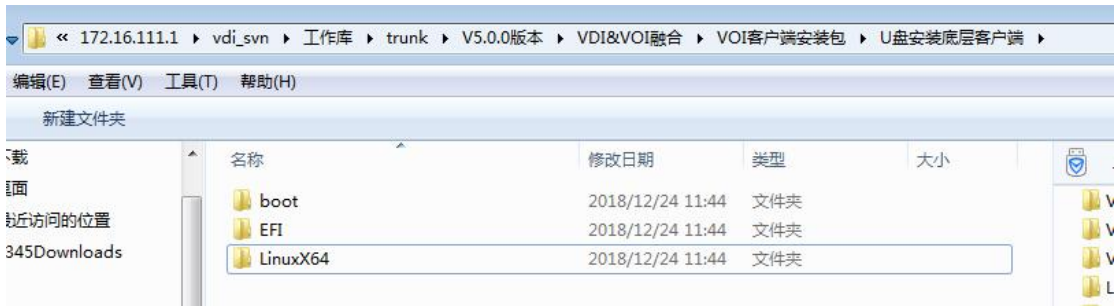 « 172.16.111.1 ▸ vdi_svn ▸ 工作库 ▸ trunk ▸ V5.0.0版本 ▸ VDI&VOI融合 ▸ VOI客户端安装包 ▸ U盘安装底层客户端 ▸
编辑(E) 查看(V) 工具(T) 帮助(H)
新建文件夹
下载 名称 修改日期 类型 大小
桌面 boot 2018/12/24 11:44 文件夹 V
最近访问的位置 EFI 2018/12/24 11:44 文件夹 V
345Downloads LinuxX64 2018/12/24 11:44 文件夹 V
L